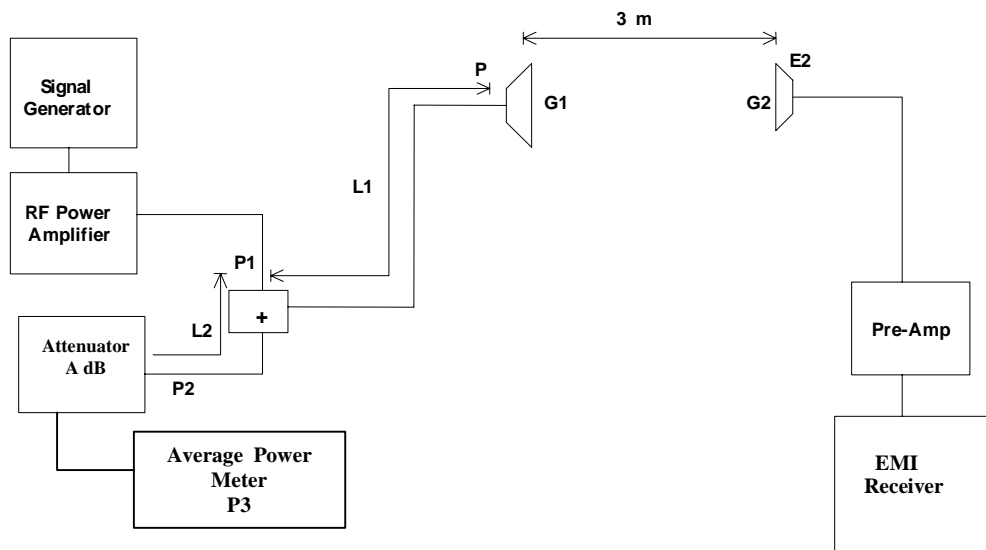 3 m
P
E2
G1
G2
Signal
Generator
L1
RF Power
Amplifier
P1
+
L2
Attenuator
A dB
P2
Pre-Amp
Average Power
Meter
P3
EMI
Receiver